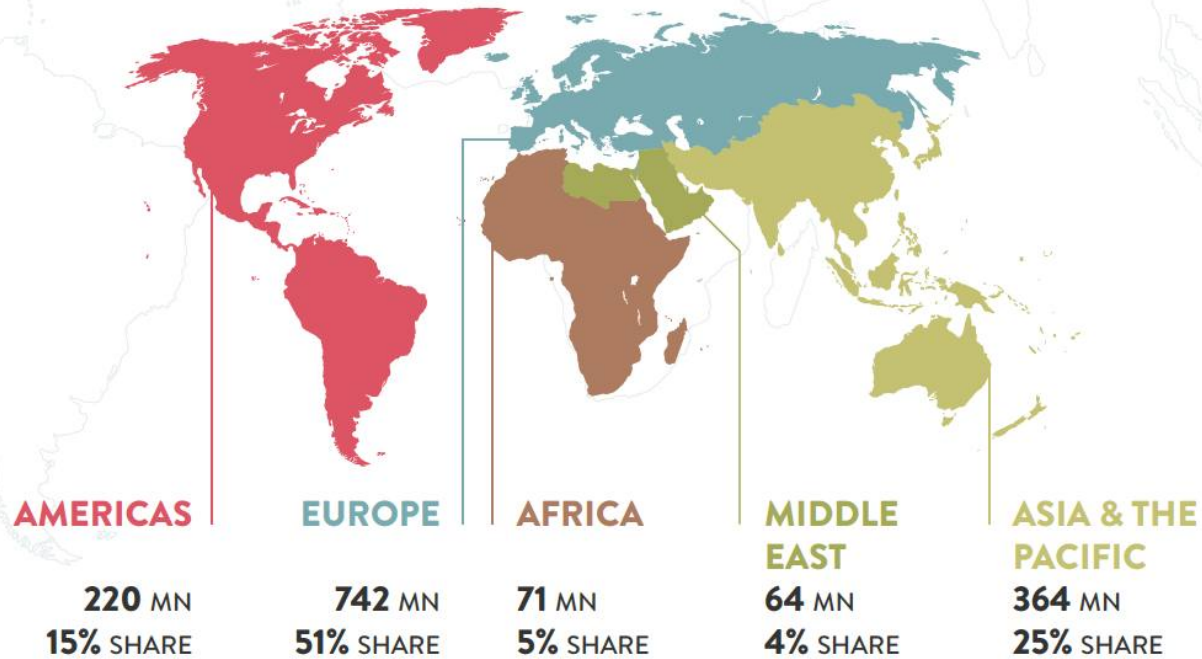 AMERICAS
220 MN
15% SHARE
EUROPE
742 MN
51% SHARE
AFRICA
71 MN
5% SHARE
MIDDLE
EAST
64 MN
4% SHARE
ASIA & THE
PACIFIC
364 MN
25% SHARE